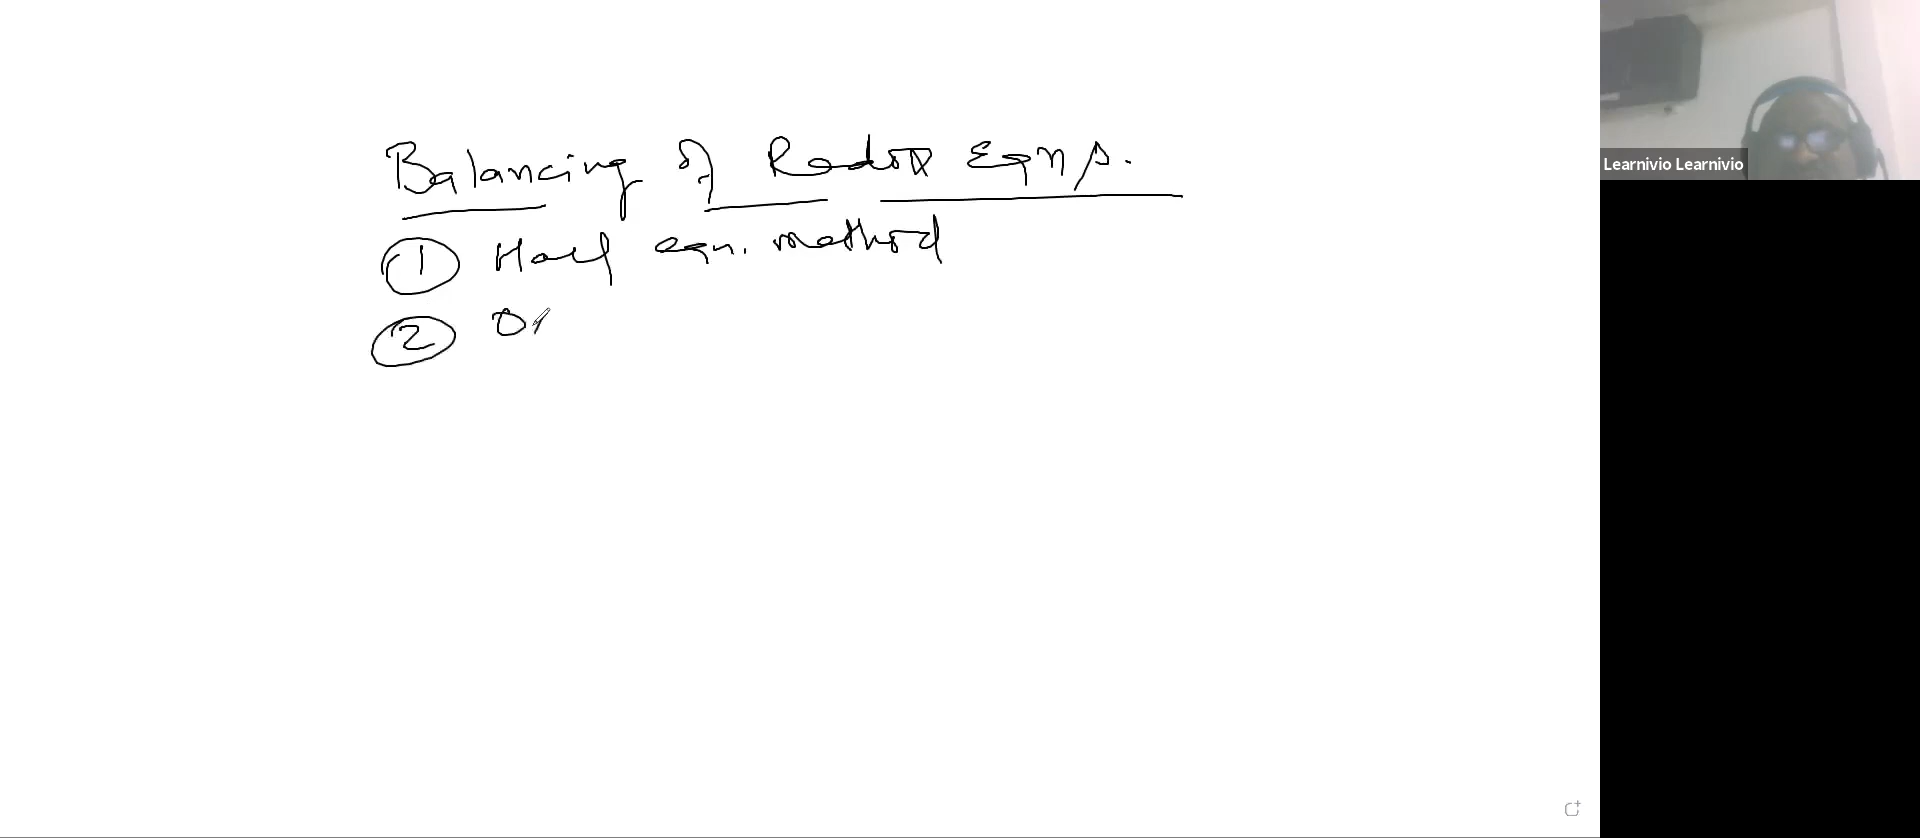 Balancing of Redox Eqns.
1 Half eqn. method
2 O
Learnivio Learnivio